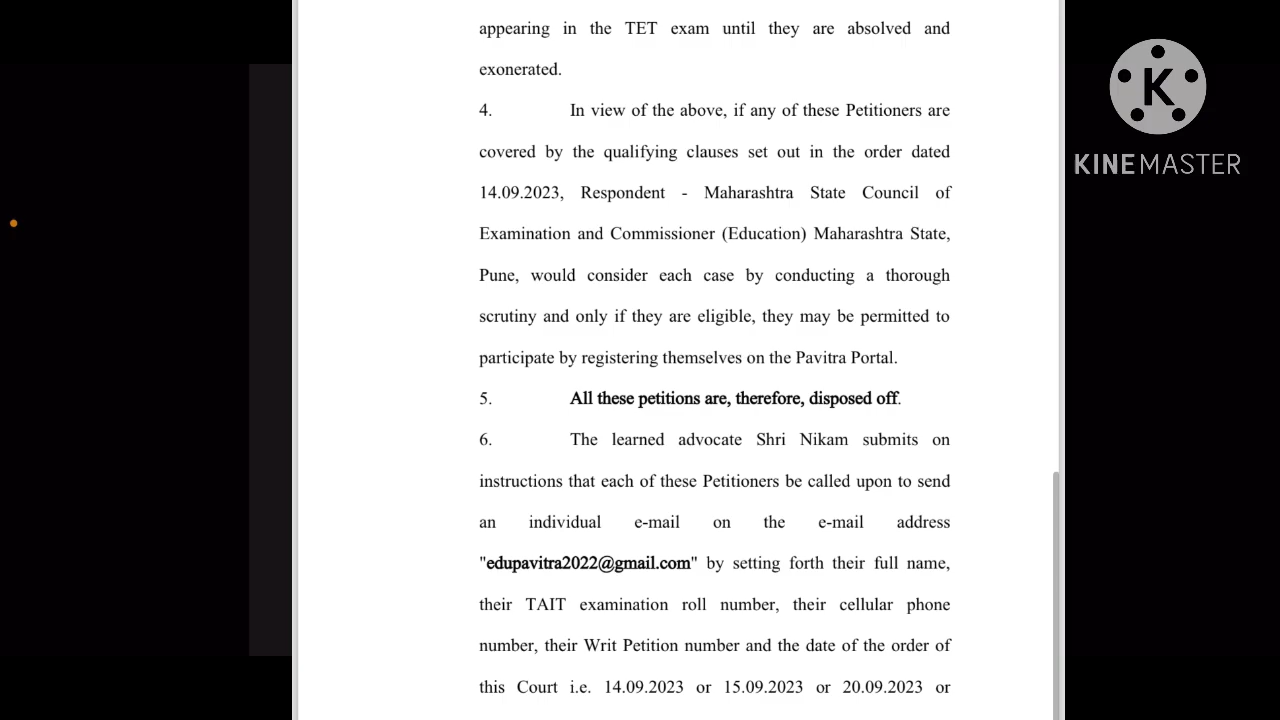 appearing in the TET exam until they are absolved and
exonerated.
4. In view of the above, if any of these Petitioners are
covered by the qualifying clauses set out in the order dated
14.09.2023, Respondent - Maharashtra State Council of
Examination and Commissioner (Education) Maharashtra State,
Pune, would consider each case by conducting a thorough
scrutiny and only if they are eligible, they may be permitted to
participate by registering themselves on the Pavitra Portal.
5. All these petitions are, therefore, disposed off.
6. The learned advocate Shri Nikam submits on
instructions that each of these Petitioners be called upon to send
an individual e-mail on the e-mail address
"edupavitra2022@gmail.com" by setting forth their full name,
their TAIT examination roll number, their cellular phone
number, their Writ Petition number and the date of the order of
this Court i.e. 14.09.2023 or 15.09.2023 or 20.09.2023 or
K
KINEMASTER